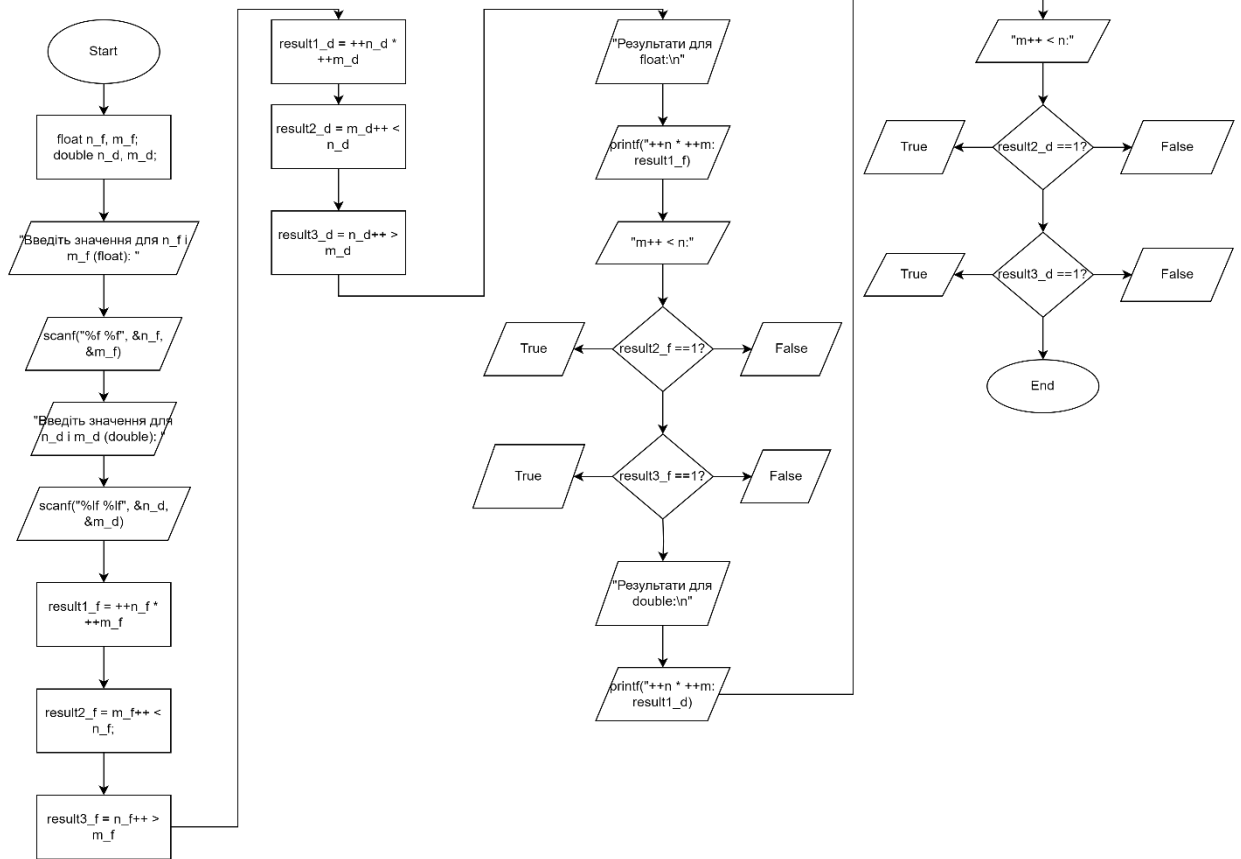 Start
float n_f, m_f;
double n_d, m_d;
"Введіть значення для n_f і
m_f (float): "
scanf("%f %f", &n_f,
&m_f)
"Введіть значення для
n_d і m_d (double): "
scanf("%lf %lf", &n_d,
&m_d)
result1_f = ++n_f *
++m_f
result2_f = m_f++ <
n_f;
result3_f = n_f++ >
m_f
result1_d = ++n_d *
++m_d
result2_d = m_d++ <
n_d
result3_d = n_d++ >
m_d
"Результати для
float:\n"
printf("++n * ++m:
result1_f)
"m++ < n:"
True
result2_f ==1?
False
True
result3_f ==1?
False
"Результати для
double:\n"
printf("++n * ++m:
result1_d)
"m++ < n:"
True
result2_d ==1?
False
True
result3_d ==1?
False
End